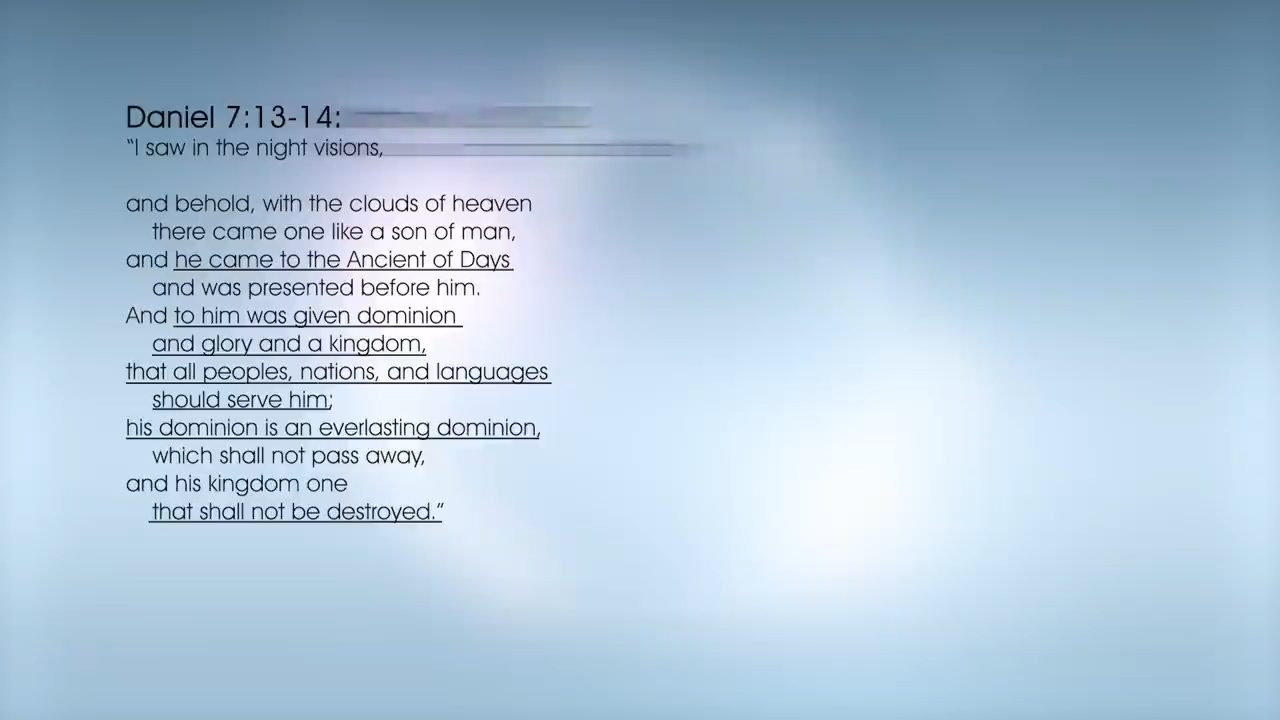 Daniel 7:13-14:
“I saw in the night visions,
and behold, with the clouds of heaven
there came one like a son of man,
and he came to the Ancient of Days
and was presented before him.
And to him was given dominion
and glory and a kingdom,
that all peoples, nations, and languages
should serve him;
his dominion is an everlasting dominion,
which shall not pass away,
and his kingdom one
that shall not be destroyed.”